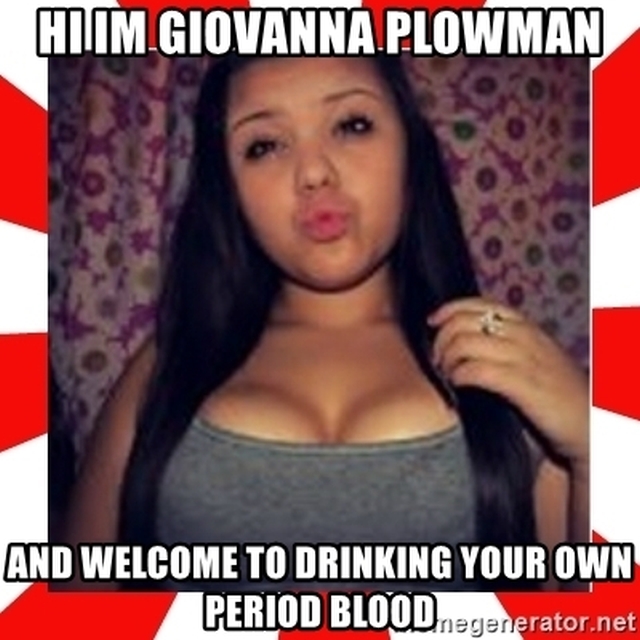 HI IM GIOVANNA PLOWMAN
AND WELCOME TO DRINKING YOUR OWN
PERIOD BLOOD
megenerator.net